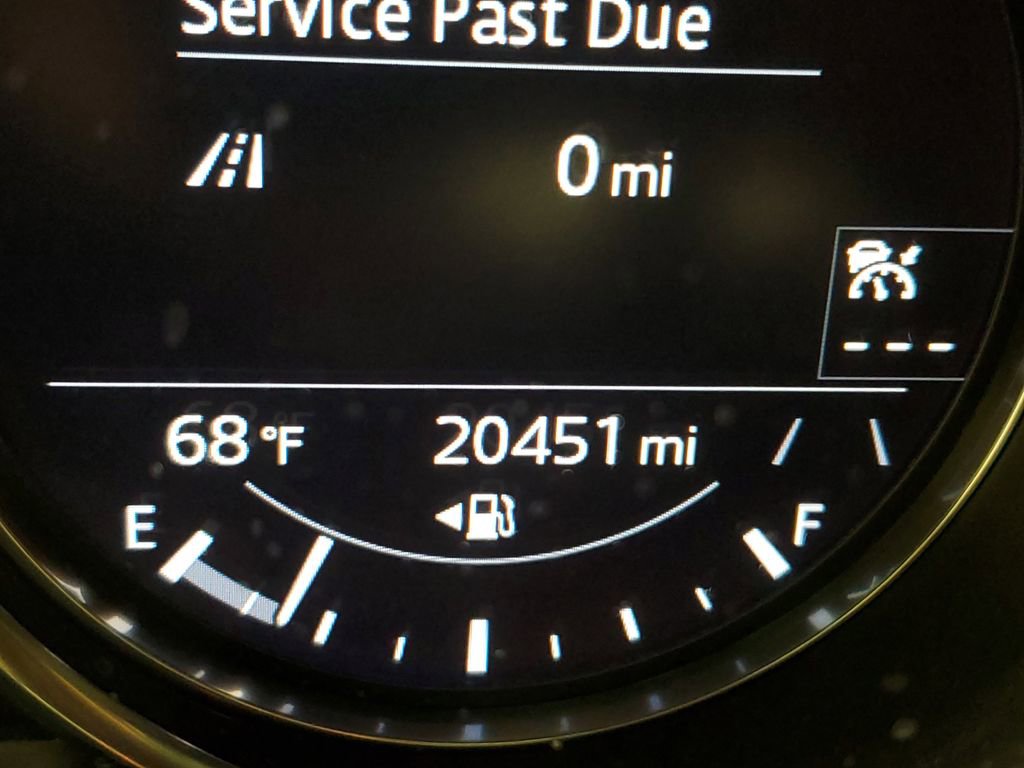 Service Past Due
0 mi
---
68 °F 20451 mi
E F